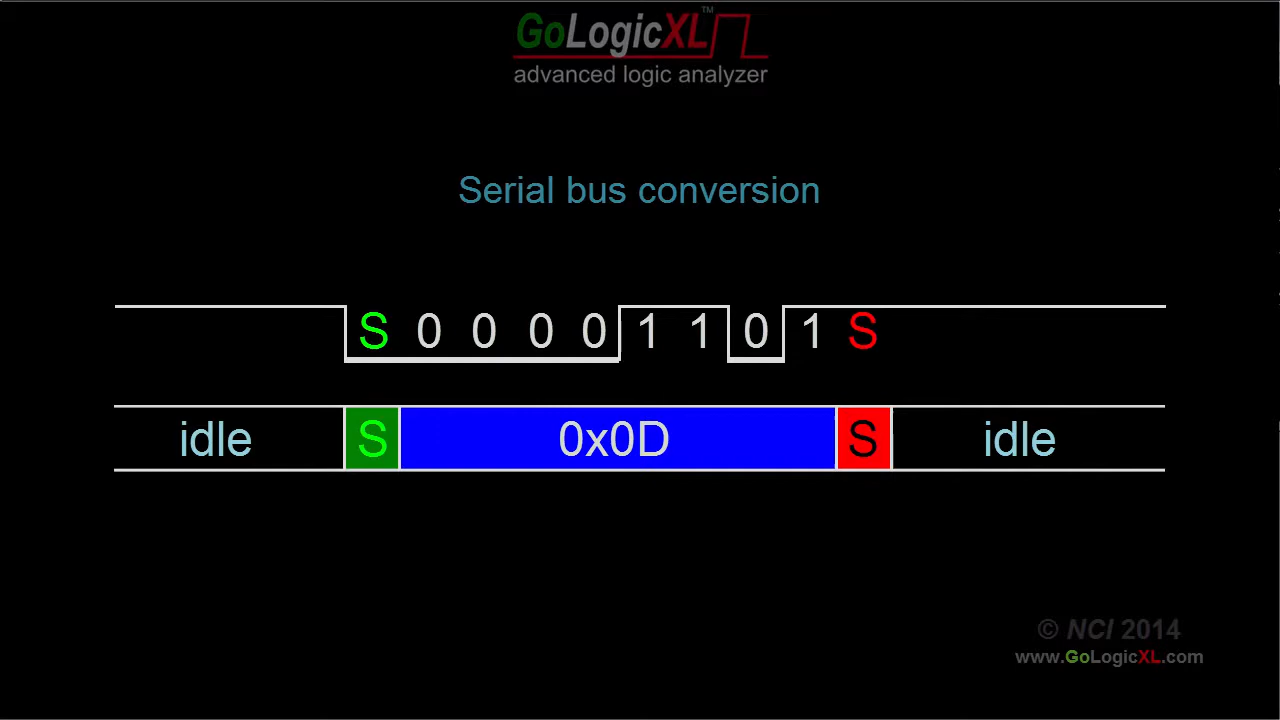 GoLogicXL™
advanced logic analyzer
Serial bus conversion
S 0 0 0 0 1 1 0 1 S
idle S 0x0D S idle
© NCI 2014
www.GoLogicXL.com